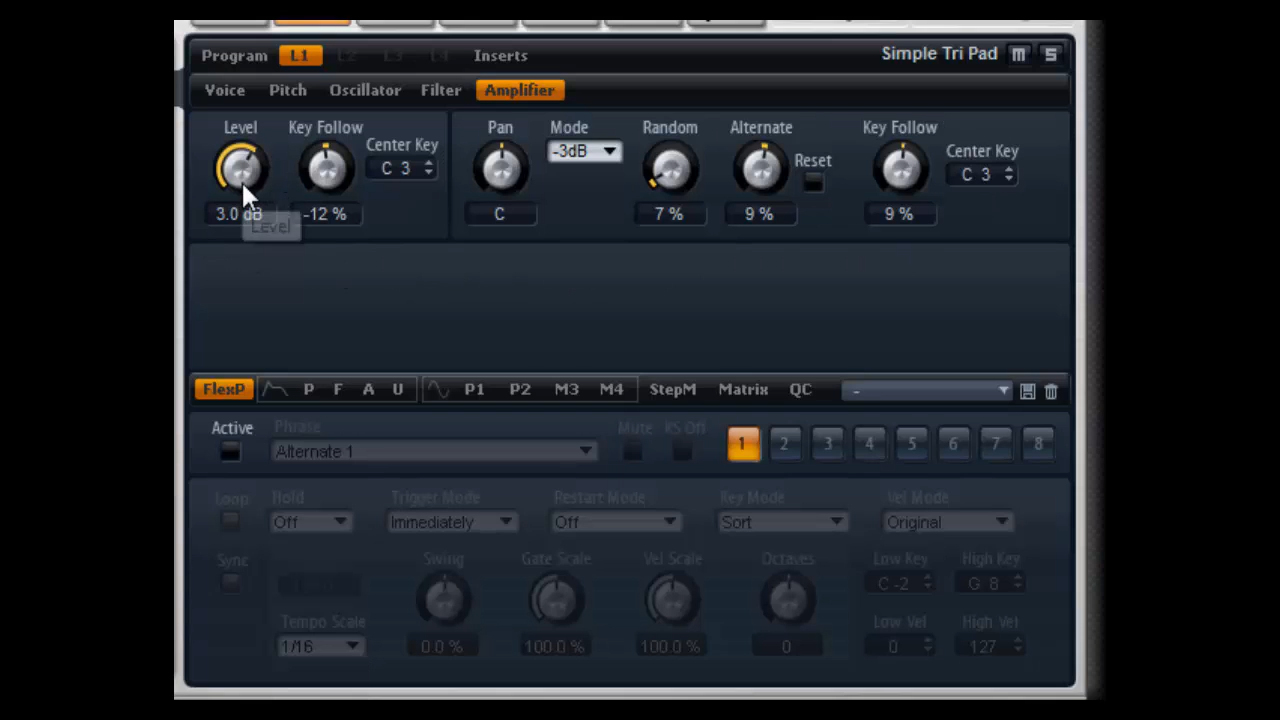 Program L1 L2 L3 L4 Inserts Simple Tri Pad M S
Voice Pitch Oscillator Filter Amplifier
Level Key Follow Center Key Pan Mode Random Alternate Reset Key Follow Center Key
C 3 -3dB C 3
3.0 dB -12 % C 7 % 9 % 9 %
Level
FlexP P F A U P1 P2 M3 M4 StepM Matrix QC -
Active Phrase Mute KS Off 1 2 3 4 5 6 7 8
Alternate 1
Loop Hold Trigger Mode Restart Mode Key Mode Vel Mode
Off Immediately Off Sort Original
Sync Swing Gate Scale Vel Scale Octaves Low Key High Key
C -2 G 8
Tempo Scale Low Vel High Vel
1/16 0.0 % 100.0 % 100.0 % 0 0 127